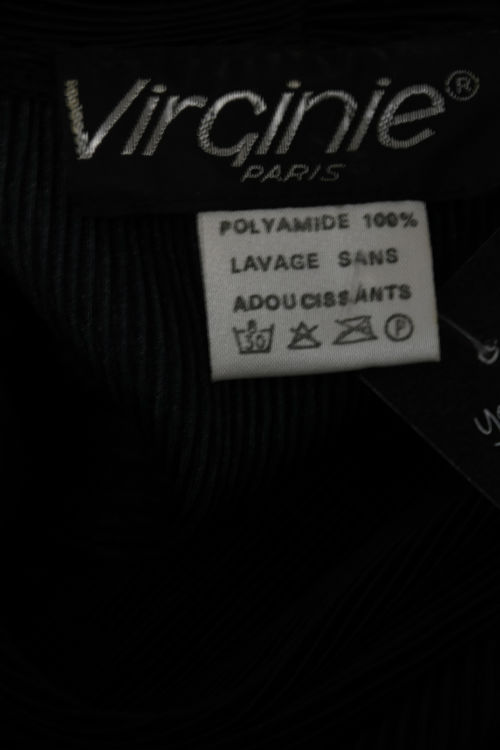 Virginie®
PARIS
POLYAMIDE 100%
LAVAGE SANS
ADOUCISSANTS
30 P